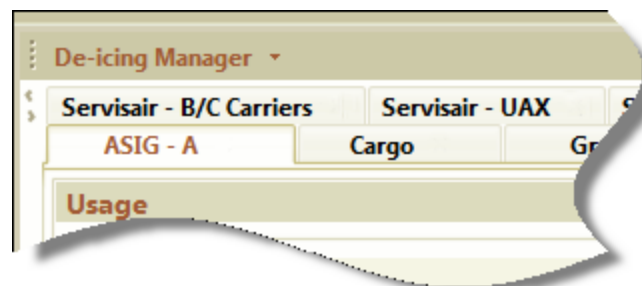 De-icing Manager
Servisair - B/C Carriers Servisair - UAX
ASIG - A Cargo
Usage